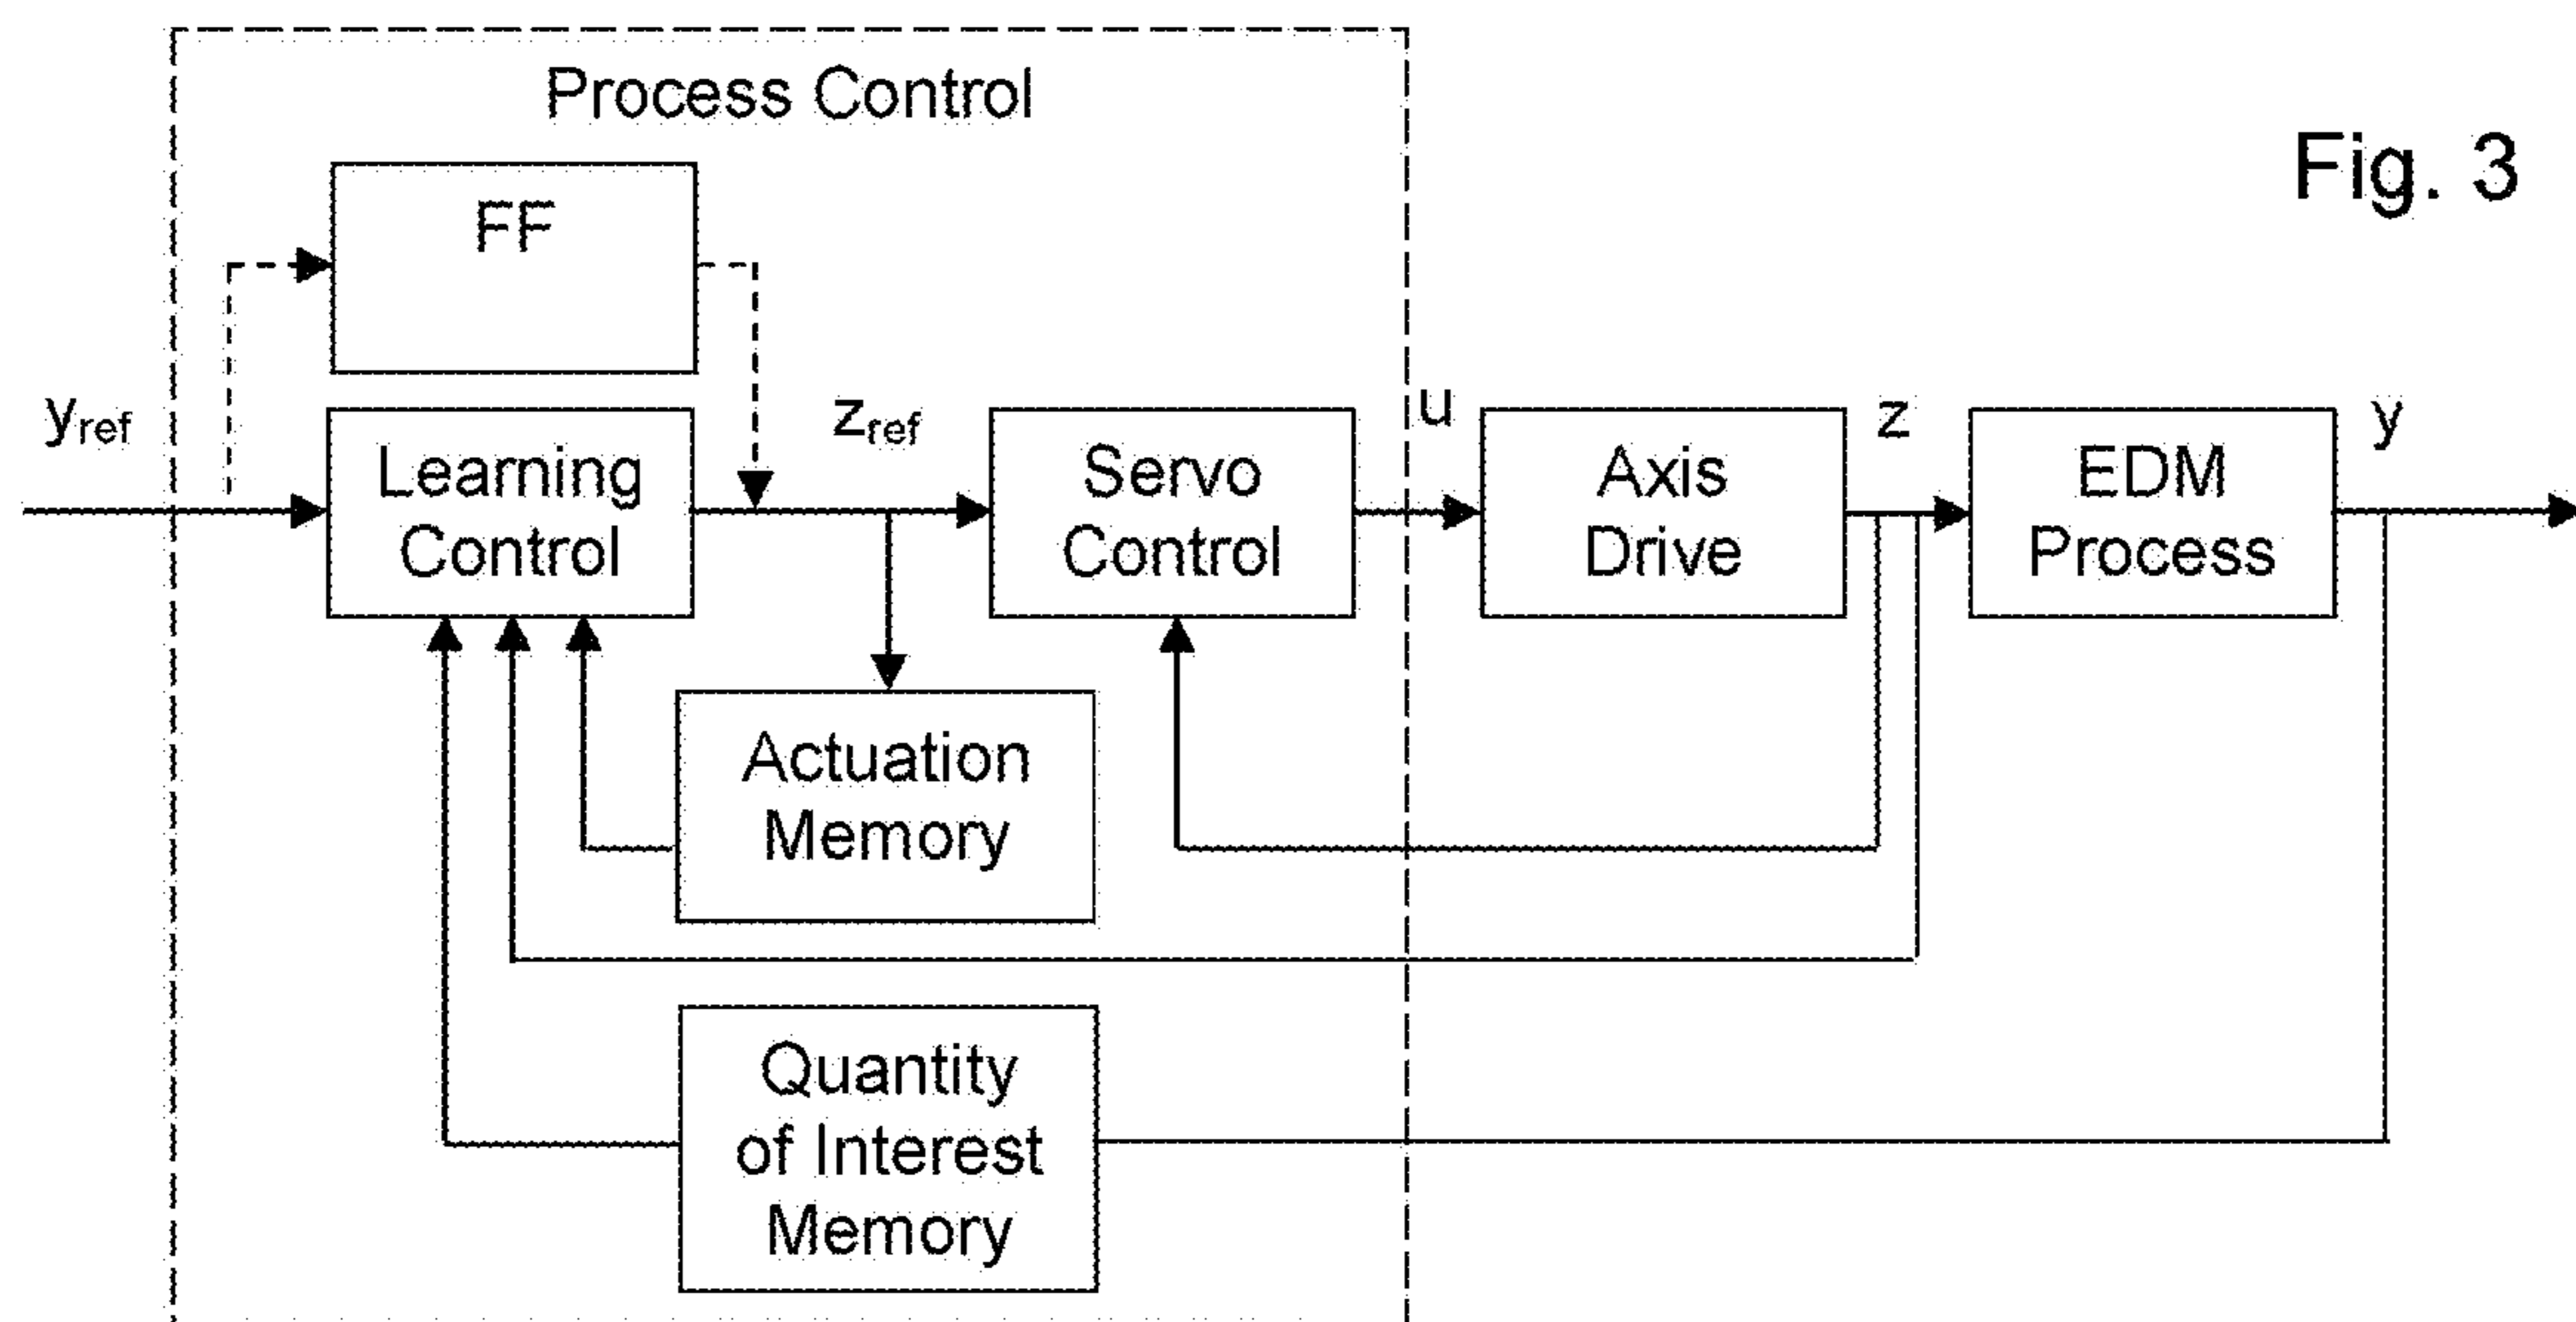 Process Control
Fig. 3
FF
yref
Learning
Control
zref
Servo
Control
u
Axis
Drive
z
EDM
Process
y
Actuation
Memory
Quantity
of Interest
Memory